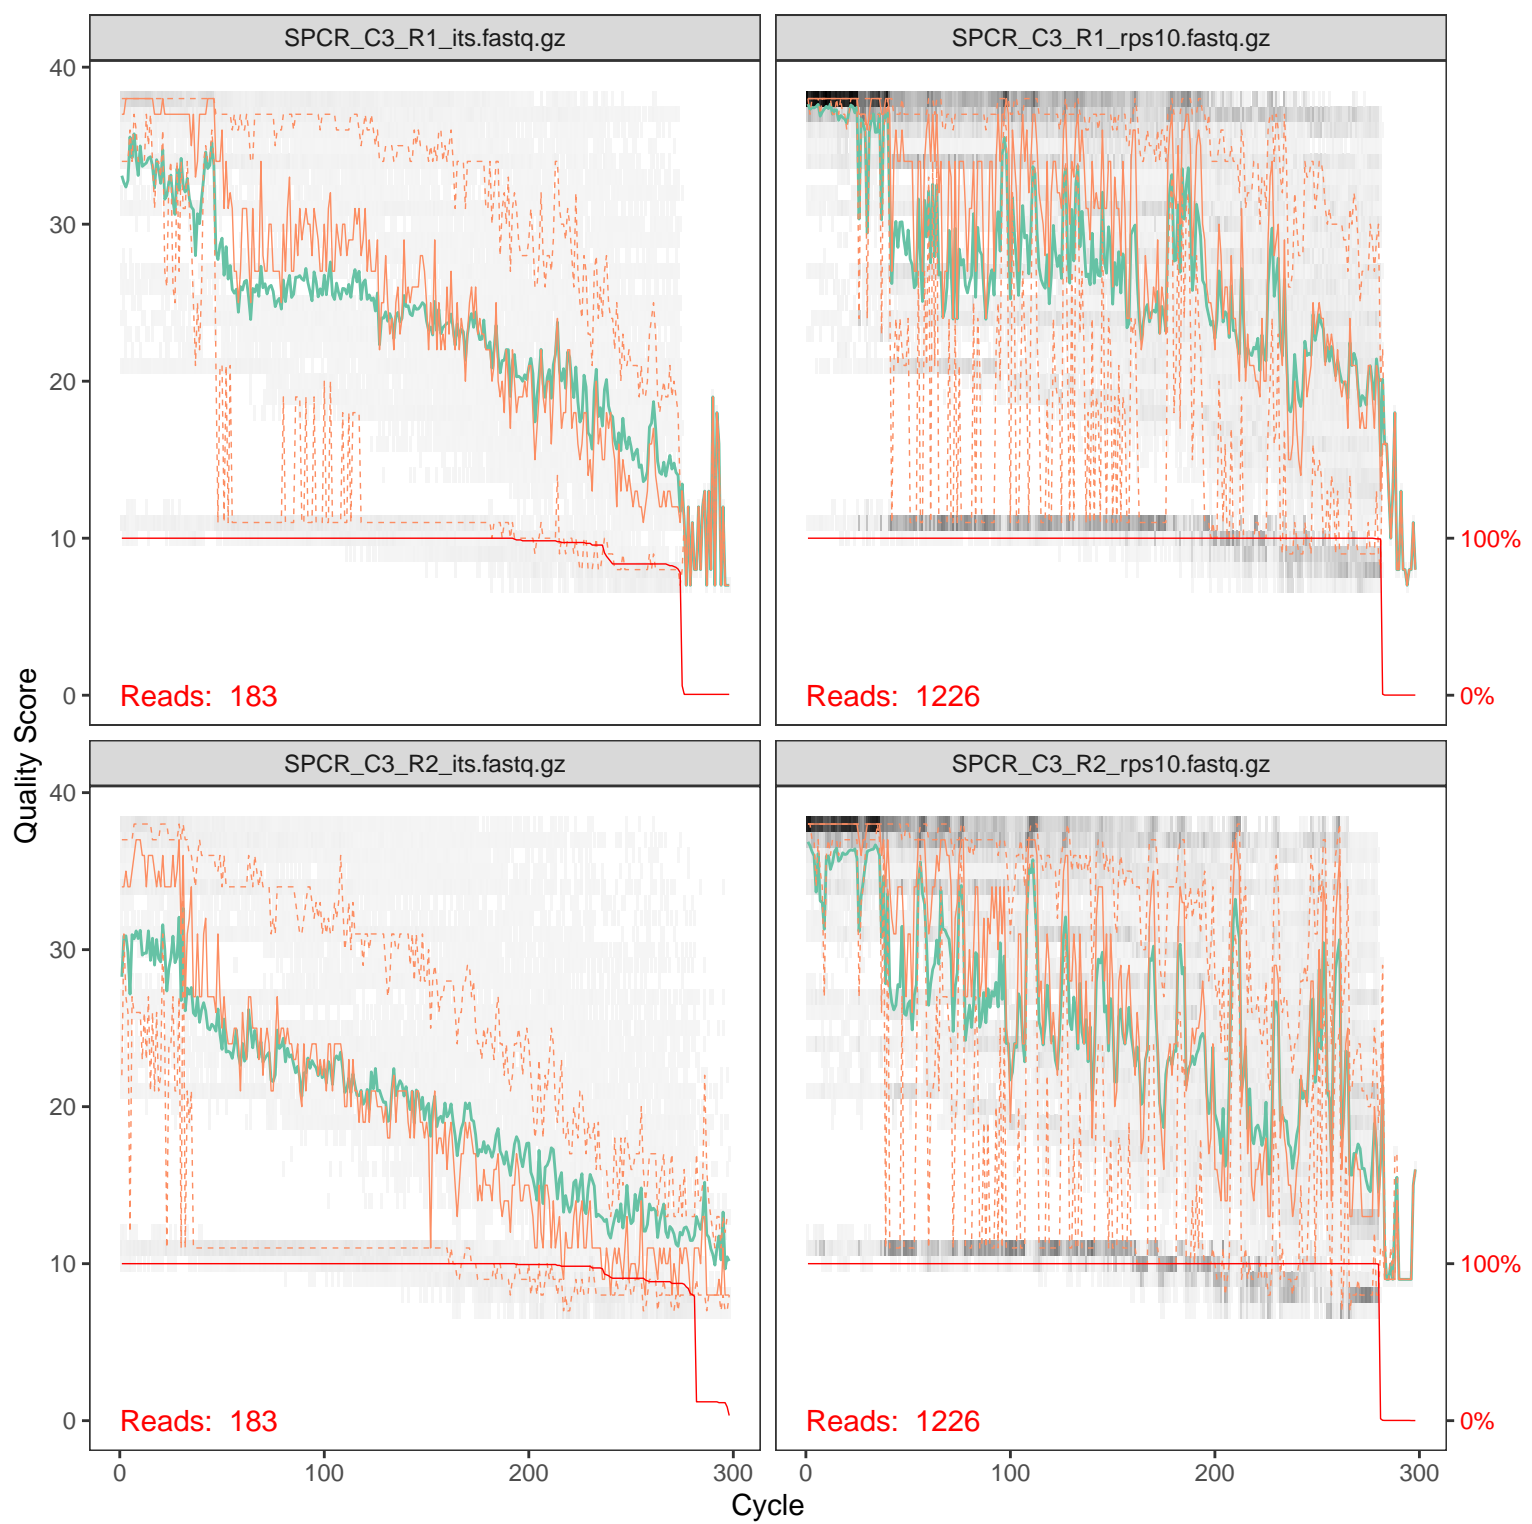 SPCR_C3_R1_its.fastq.gz
SPCR_C3_R1_rps10.fastq.gz
40
30
20
10
0
100%
0%
Reads: 183
Reads: 1226
Quality Score
SPCR_C3_R2_its.fastq.gz
SPCR_C3_R2_rps10.fastq.gz
40
30
20
10
0
100%
0%
Reads: 183
Reads: 1226
0
100
200
300
0
100
200
300
Cycle